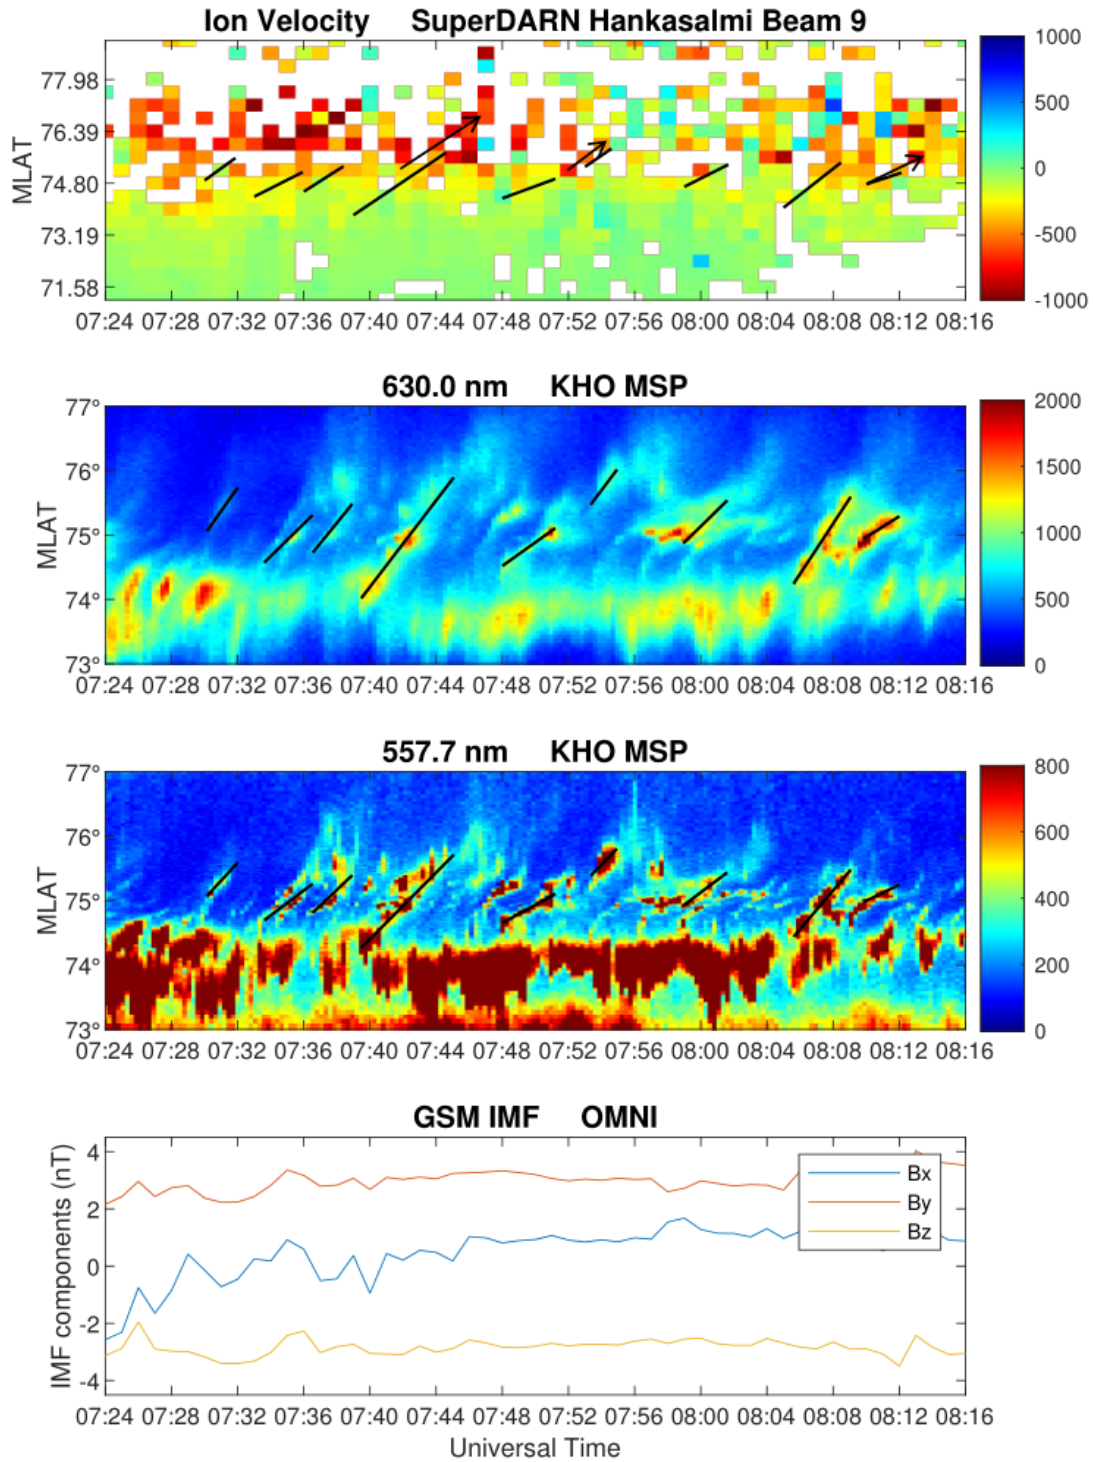 Ion Velocity SuperDARN Hankasalmi Beam 9
MLAT
77.98
76.39
74.80
73.19
71.58
07:24 07:28 07:32 07:36 07:40 07:44 07:48 07:52 07:56 08:00 08:04 08:08 08:12 08:16
1000
500
0
-500
-1000
630.0 nm KHO MSP
MLAT
77°
76°
75°
74°
73°
07:24 07:28 07:32 07:36 07:40 07:44 07:48 07:52 07:56 08:00 08:04 08:08 08:12 08:16
2000
1500
1000
500
0
557.7 nm KHO MSP
MLAT
77°
76°
75°
74°
73°
07:24 07:28 07:32 07:36 07:40 07:44 07:48 07:52 07:56 08:00 08:04 08:08 08:12 08:16
800
600
400
200
0
GSM IMF OMNI
IMF components (nT)
4
2
0
-2
-4
Bx
By
Bz
07:24 07:28 07:32 07:36 07:40 07:44 07:48 07:52 07:56 08:00 08:04 08:08 08:12 08:16
Universal Time